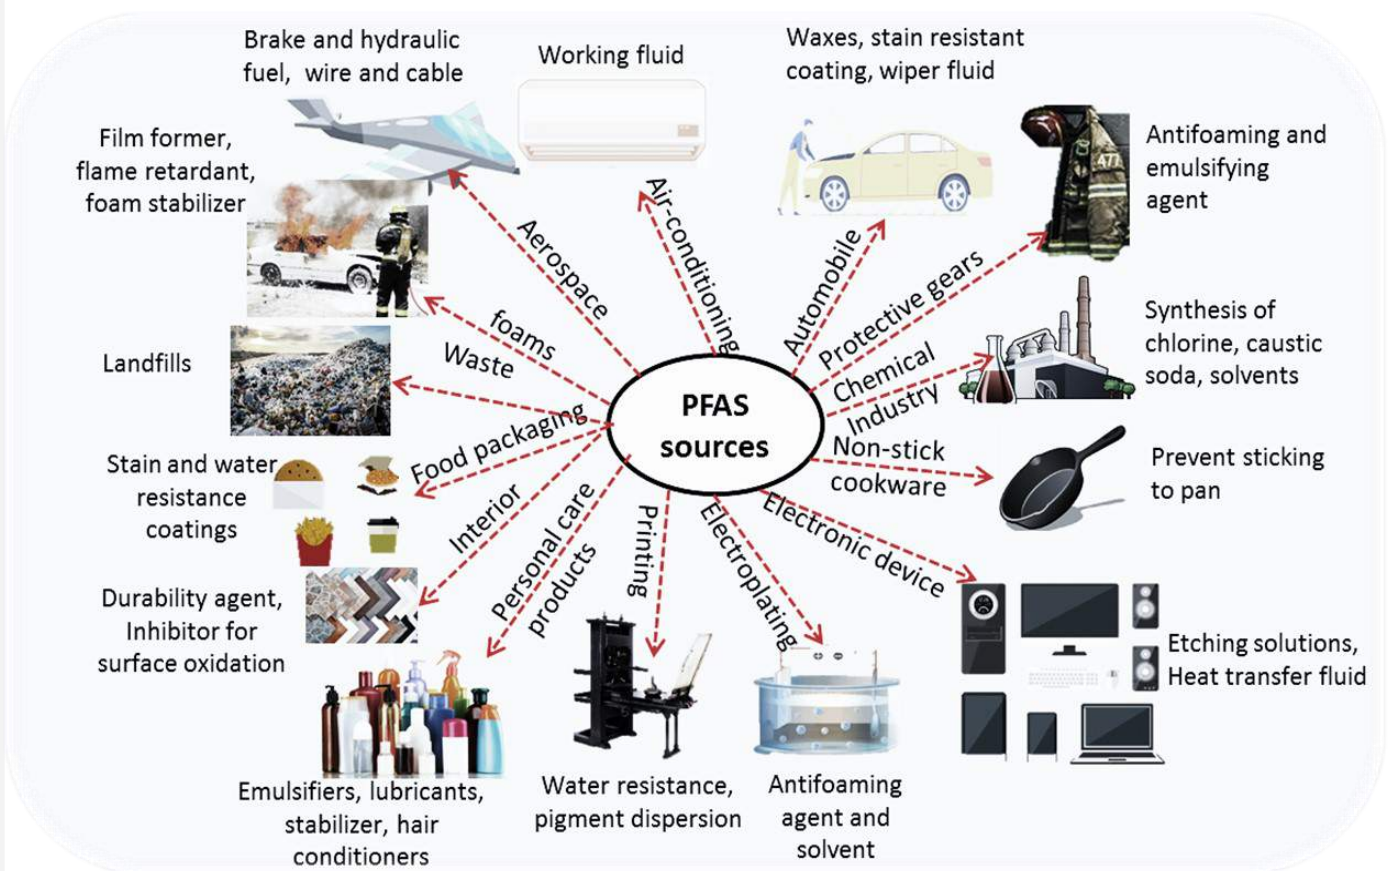 Brake and hydraulic
fuel, wire and cable
Working fluid
Waxes, stain resistant
coating, wiper fluid
Film former,
flame retardant,
foam stabilizer
Antifoaming and
emulsifying
agent
477
Aerospace
Air-conditioning
Automobile
Protective gears
foams
Waste
Landfills
Chemical
Industry
Synthesis of
chlorine, caustic
soda, solvents
PFAS
sources
Food packaging
Stain and water
resistance
coatings
Non-stick
cookware
Prevent sticking
to pan
Interior
Personal care
products
Printing
Electroplating
Electronic device
Durability agent,
Inhibitor for
surface oxidation
Etching solutions,
Heat transfer fluid
Emulsifiers, lubricants,
stabilizer, hair
conditioners
Water resistance,
pigment dispersion
Antifoaming
agent and
solvent